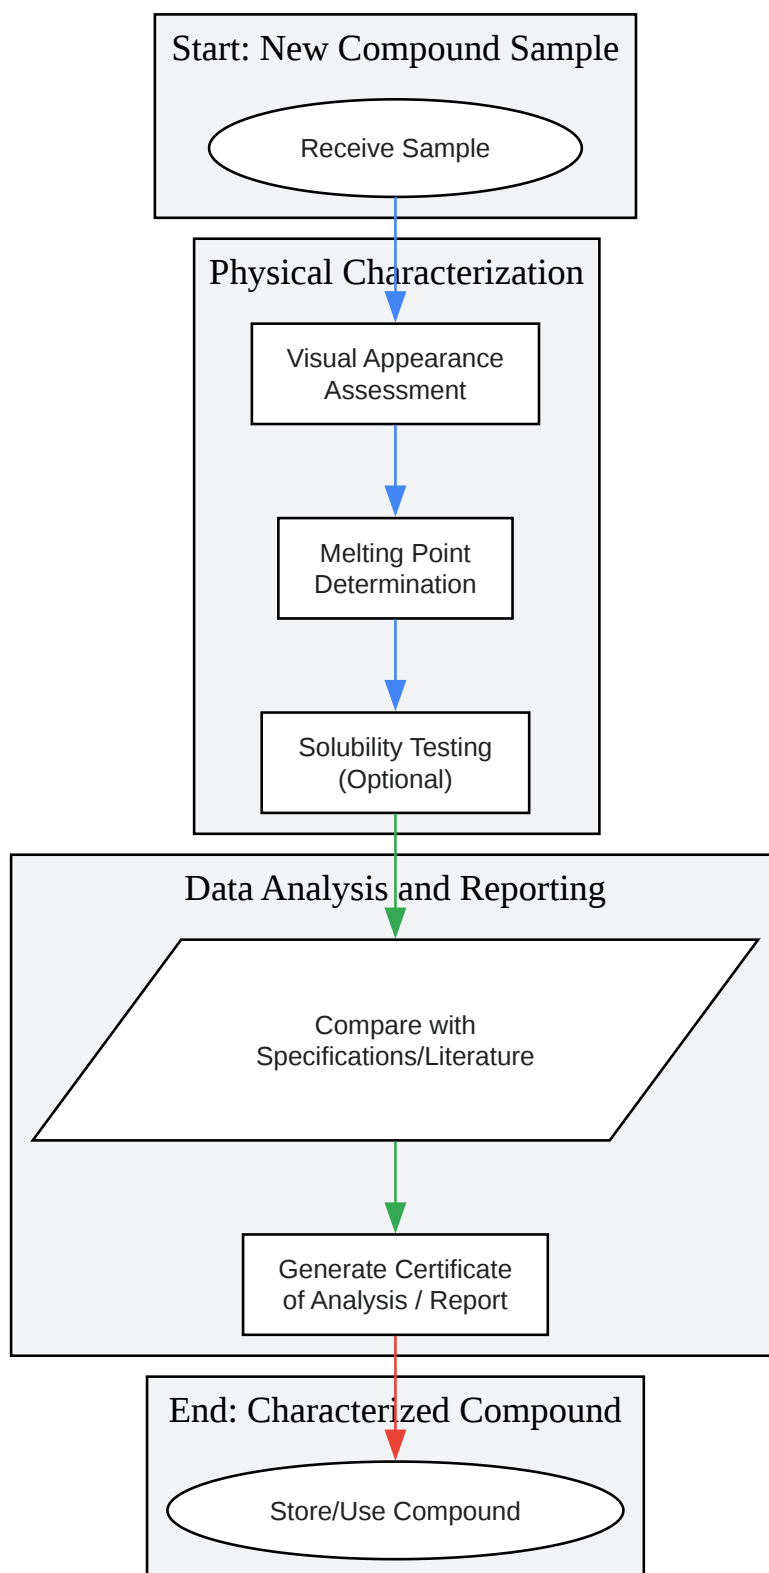 Start: New Compound Sample
Receive Sample
Physical Characterization
Visual Appearance
Assessment
Melting Point
Determination
Solubility Testing
(Optional)
Data Analysis and Reporting
Compare with
Specifications/Literature
Generate Certificate
of Analysis / Report
End: Characterized Compound
Store/Use Compound